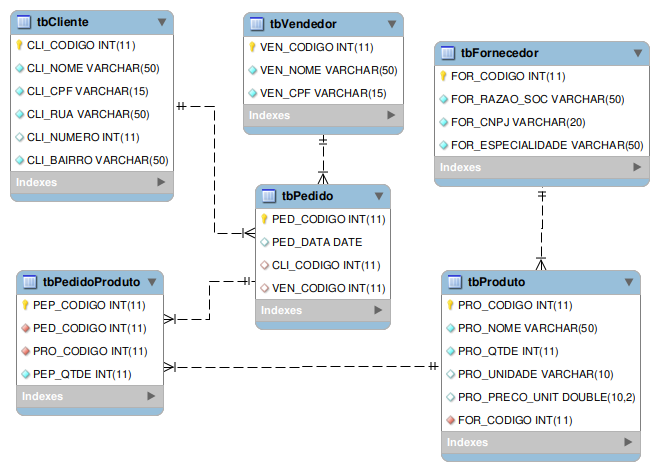 tbCliente
CLI_CODIGO INT(11)
CLI_NOME VARCHAR(50)
CLI_CPF VARCHAR(15)
CLI_RUA VARCHAR(50)
CLI_NUMERO INT(11)
CLI_BAIRRO VARCHAR(50)
Indexes
tbVendedor
VEN_CODIGO INT(11)
VEN_NOME VARCHAR(50)
VEN_CPF VARCHAR(15)
Indexes
tbFornecedor
FOR_CODIGO INT(11)
FOR_RAZAO_SOC VARCHAR(50)
FOR_CNPJ VARCHAR(20)
FOR_ESPECIALIDADE VARCHAR(50)
Indexes
tbPedido
PED_CODIGO INT(11)
PED_DATA DATE
CLI_CODIGO INT(11)
VEN_CODIGO INT(11)
Indexes
tbPedidoProduto
PEP_CODIGO INT(11)
PED_CODIGO INT(11)
PRO_CODIGO INT(11)
PEP_QTDE INT(11)
Indexes
tbProduto
PRO_CODIGO INT(11)
PRO_NOME VARCHAR(50)
PRO_QTDE INT(11)
PRO_UNIDADE VARCHAR(10)
PRO_PRECO_UNIT DOUBLE(10,2)
FOR_CODIGO INT(11)
Indexes